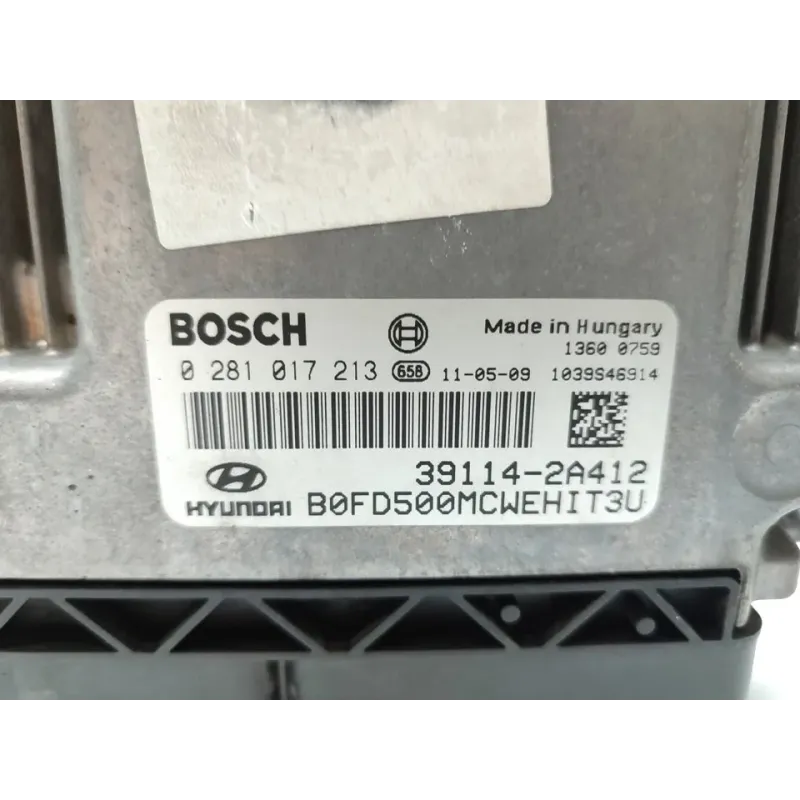 BOSCH
Made in Hungary
1360 0759
0 281 017 213 658 11-05-09 1039S46914
39114-2A412
HYUNDAI B0FD500MCWEHIT3U